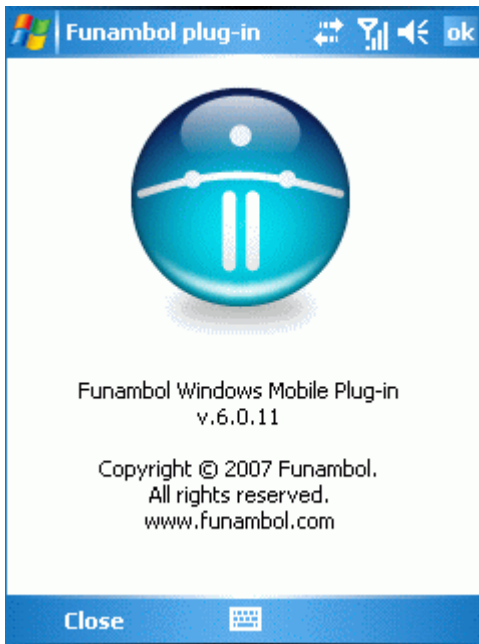 Funambol plug-in
ok
Funambol Windows Mobile Plug-in
v.6.0.11
Copyright © 2007 Funambol.
All rights reserved.
www.funambol.com
Close